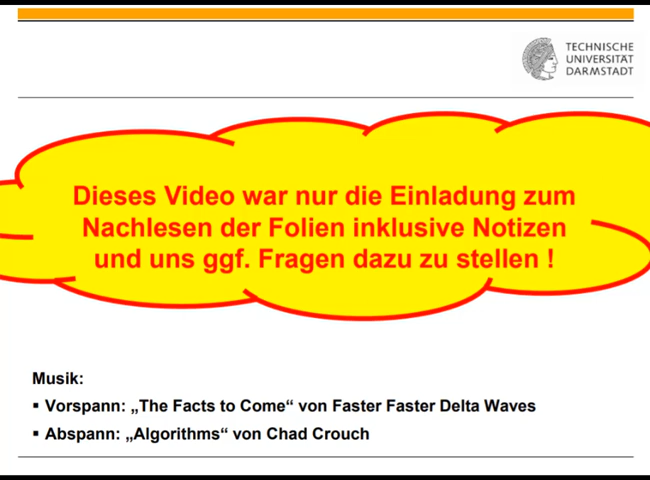 TECHNISCHE
UNIVERSITÄT
DARMSTADT
Dieses Video war nur die Einladung zum
Nachlesen der Folien inklusive Notizen
und uns ggf. Fragen dazu zu stellen !
Musik:
▪ Vorspann: „The Facts to Come“ von Faster Faster Delta Waves
▪ Abspann: „Algorithms“ von Chad Crouch